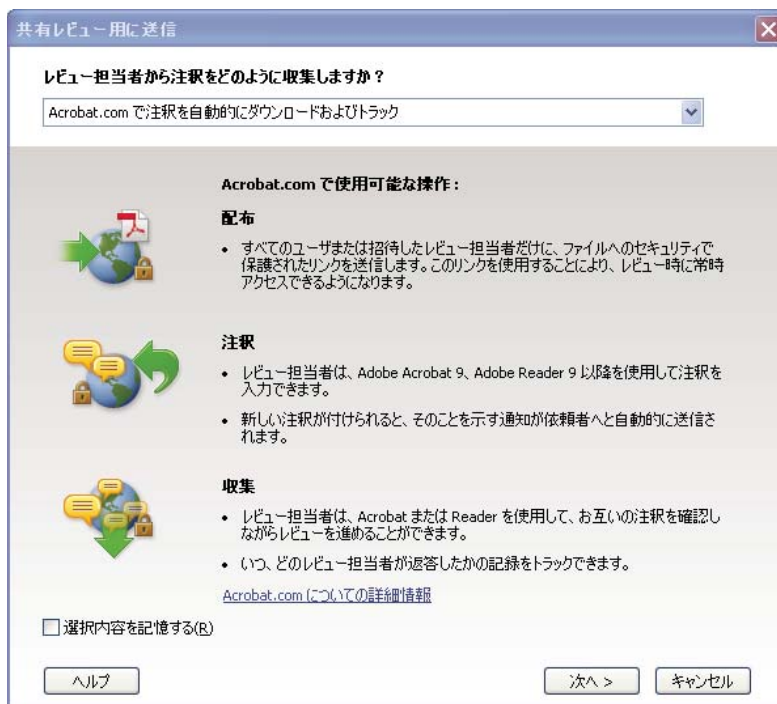 共有レビュー用に送信
レビュー担当者から注釈をどのように収集しますか？
Acrobat.com で注釈を自動的にダウンロードおよびトラック
Acrobat.com で使用可能な操作：
配布
• すべてのユーザまたは招待したレビュー担当者だけに、ファイルへのセキュリティで
保護されたリンクを送信します。このリンクを使用することにより、レビュー時に常時
アクセスできるようになります。
注釈
• レビュー担当者は、Adobe Acrobat 9、Adobe Reader 9 以降を使用して注釈を
入力できます。
• 新しい注釈が付けられると、そのことを示す通知が依頼者へと自動的に送信さ
れます。
収集
• レビュー担当者は、Acrobat または Reader を使用して、お互いの注釈を確認し
ながらレビューを進めることができます。
• いつ、どのレビュー担当者が返答したかの記録をトラックできます。
Acrobat.com についての詳細情報
選択内容を記憶する(R)
ヘルプ
次へ >
キャンセル